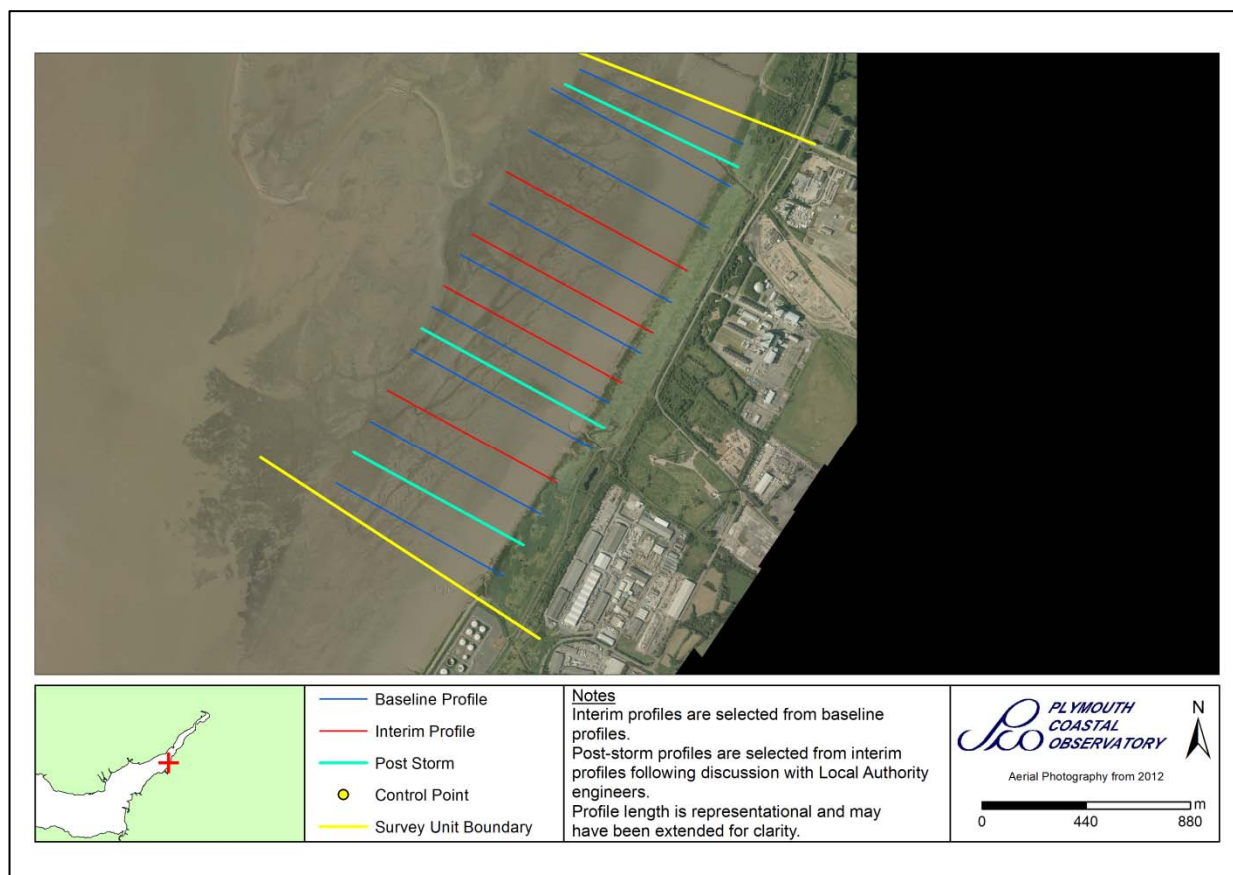 Baseline Profile
Interim Profile
Post Storm
Control Point
Survey Unit Boundary
Notes
Interim profiles are selected from baseline
profiles.
Post-storm profiles are selected from interim
profiles following discussion with Local Authority
engineers.
Profile length is representational and may
have been extended for clarity.
PCO
PLYMOUTH
COASTAL
OBSERVATORY
N
Aerial Photography from 2012
m
0 440 880